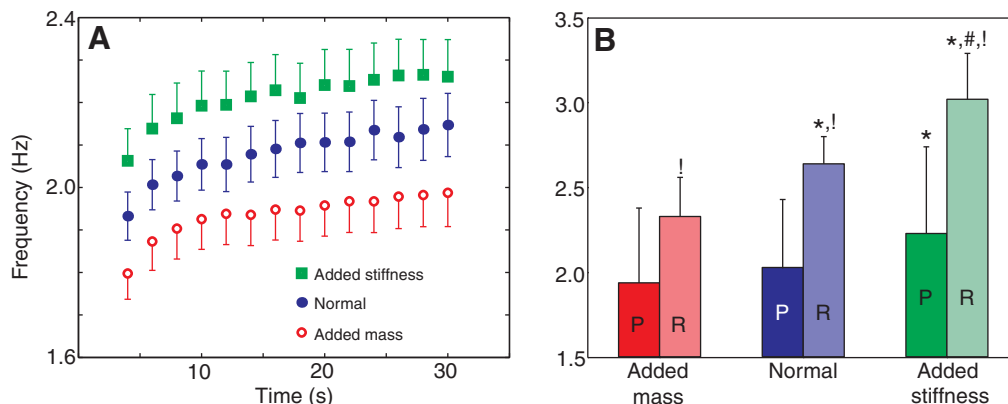 A
2.4
2.0
1.6
Frequency (Hz)
Added stiffness
Normal
Added mass
10
20
30
Time (s)
B
3.5
3.0
2.5
2.0
1.5
!
*,!
*
*,#,!
P
R
P
R
P
R
Added
mass
Normal
Added
stiffness